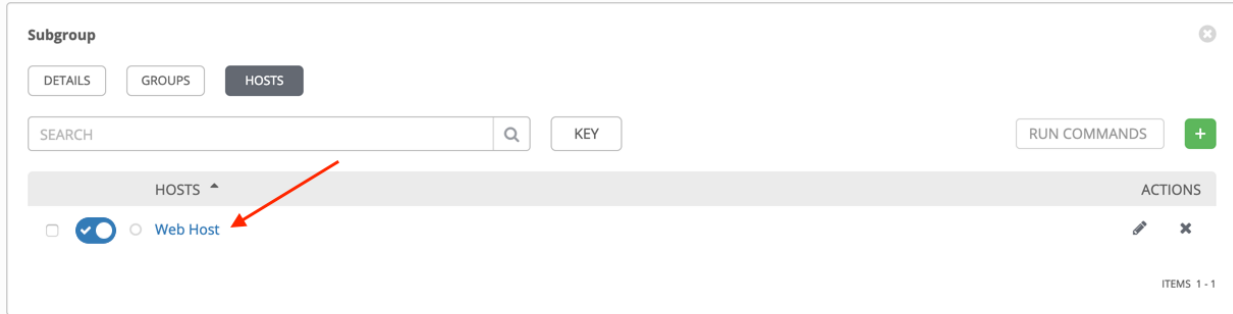 Subgroup
DETAILS GROUPS HOSTS
SEARCH KEY RUN COMMANDS +
HOSTS ACTIONS
Web Host
ITEMS 1 - 1